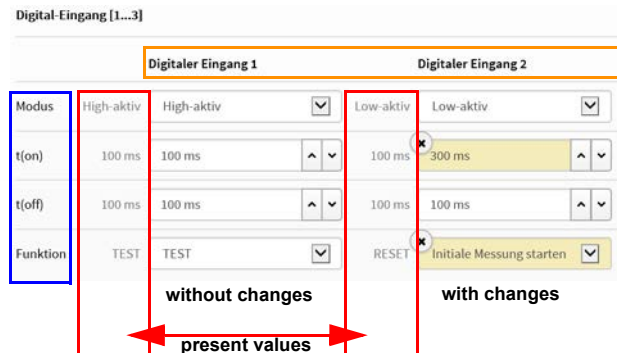 Digital-Eingang [1...3]
Digitaler Eingang 1 Digitaler Eingang 2
Modus High-aktiv High-aktiv Low-aktiv Low-aktiv
t(on) 100 ms 100 ms 100 ms 300 ms
t(off) 100 ms 100 ms 100 ms 100 ms
Funktion TEST TEST RESET Initiale Messung starten
without changes with changes
present values